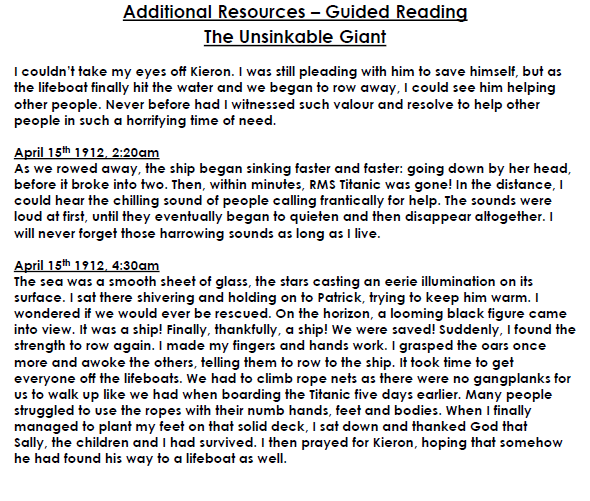 Additional Resources – Guided Reading
The Unsinkable Giant
I couldn't take my eyes off Kieron. I was still pleading with him to save himself, but as
the lifeboat finally hit the water and we began to row away, I could see him helping
other people. Never before had I witnessed such valour and resolve to help other
people in such a horrifying time of need.
April 15th 1912, 2:20am
As we rowed away, the ship began sinking faster and faster: going down by her head,
before it broke into two. Then, within minutes, RMS Titanic was gone! In the distance, I
could hear the chilling sound of people calling frantically for help. The sounds were
loud at first, until they eventually began to quieten and then disappear altogether. I
will never forget those harrowing sounds as long as I live.
April 15th 1912, 4:30am
The sea was a smooth sheet of glass, the stars casting an eerie illumination on its
surface. I sat there shivering and holding on to Patrick, trying to keep him warm. I
wondered if we would ever be rescued. On the horizon, a looming black figure came
into view. It was a ship! Finally, thankfully, a ship! We were saved! Suddenly, I found the
strength to row again. I made my fingers and hands work. I grasped the oars once
more and awoke the others, telling them to row to the ship. It took time to get
everyone off the lifeboats. We had to climb rope nets as there were no gangplanks for
us to walk up like we had when boarding the Titanic five days earlier. Many people
struggled to use the ropes with their numb hands, feet and bodies. When I finally
managed to plant my feet on that solid deck, I sat down and thanked God that
Sally, the children and I had survived. I then prayed for Kieron, hoping that somehow
he had found his way to a lifeboat as well.